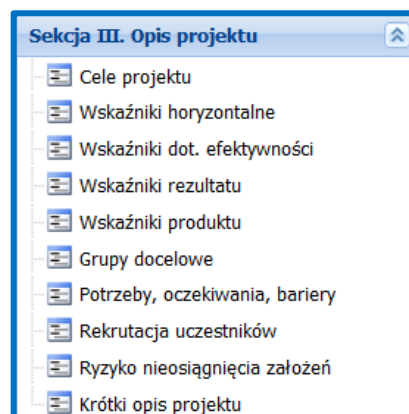 Sekcja III. Opis projektu
Cele projektu
Wskaźniki horyzontalne
Wskaźniki dot. efektywności
Wskaźniki rezultatu
Wskaźniki produktu
Grupy docelowe
Potrzeby, oczekiwania, bariery
Rekrutacja uczestników
Ryzyko nieosiągnięcia założeń
Krótki opis projektu